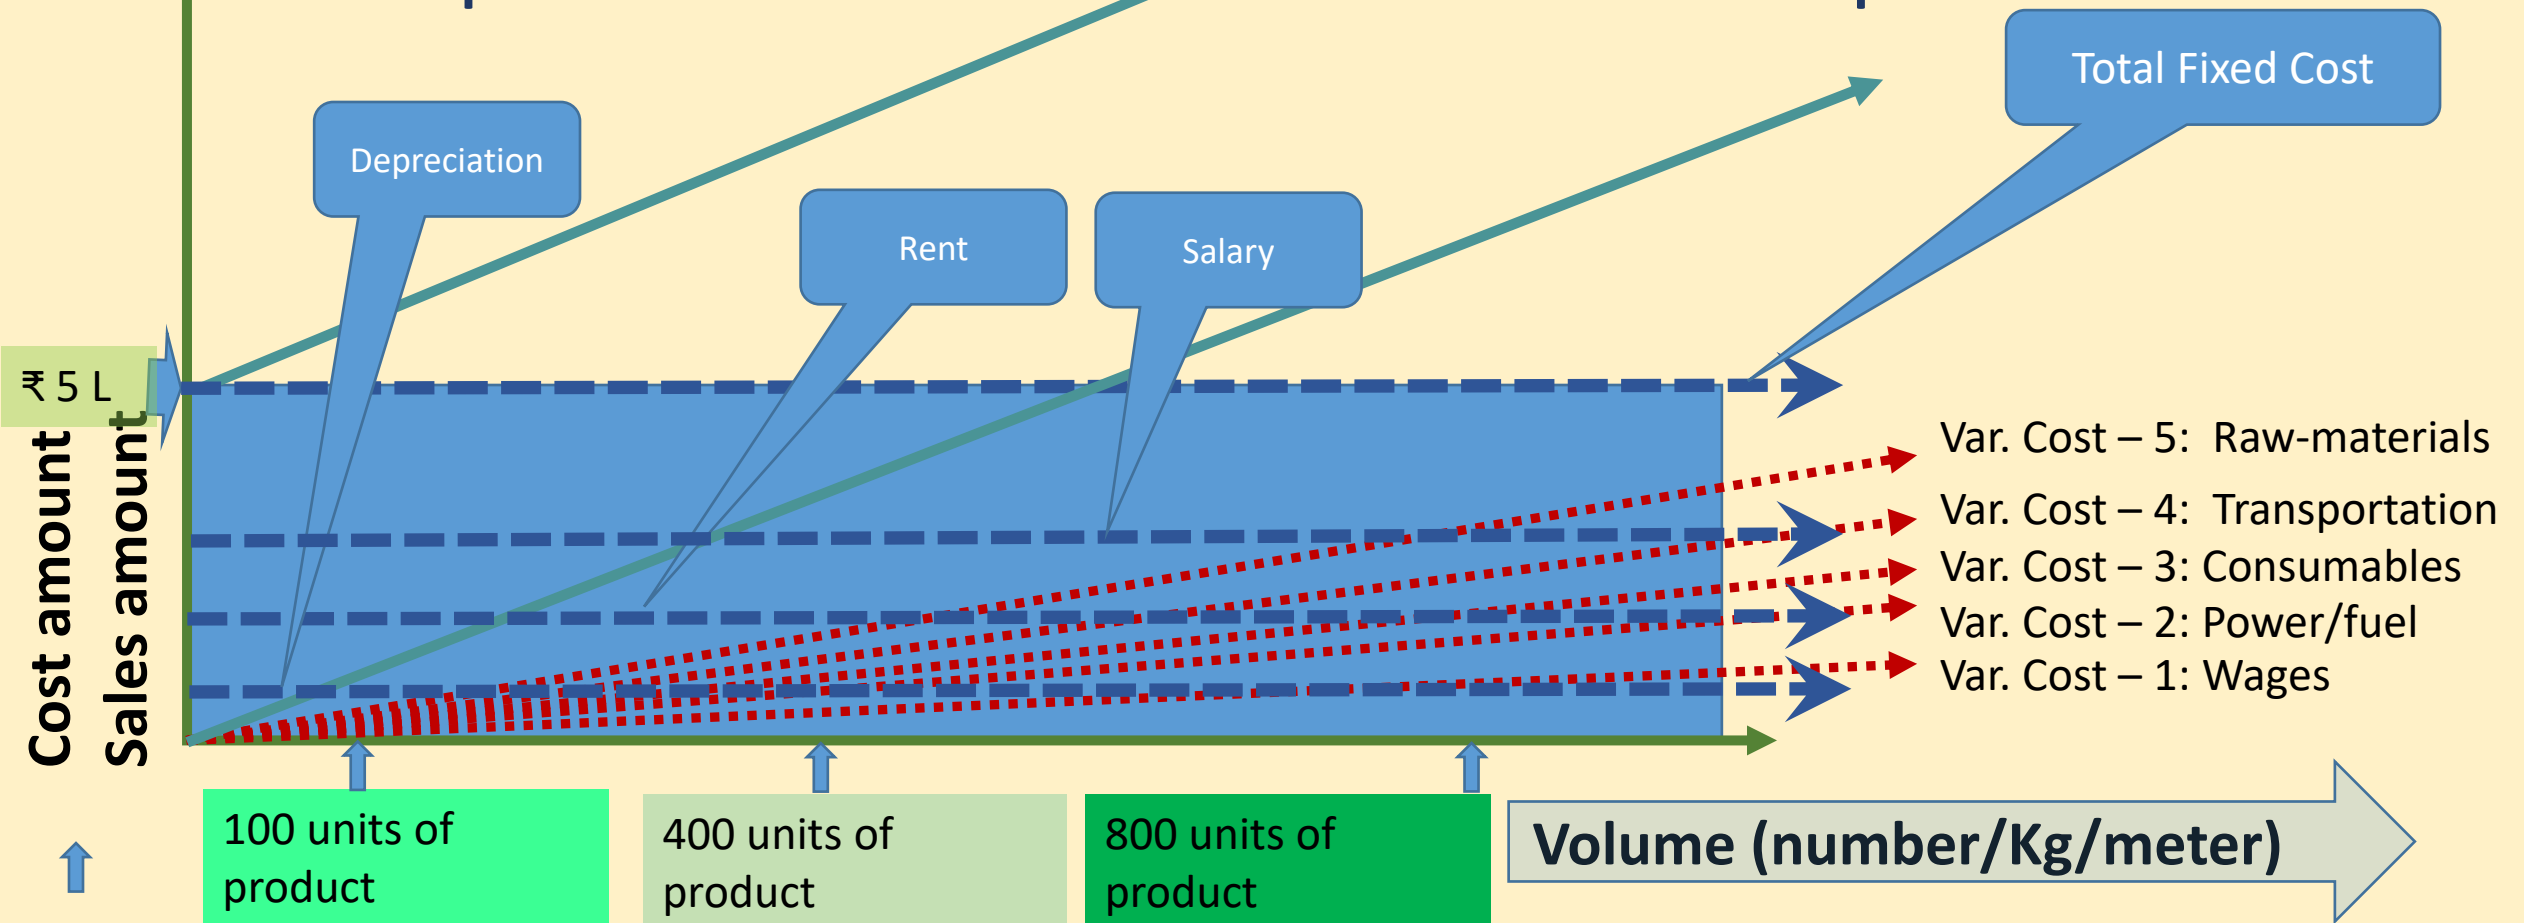 Total Fixed Cost
Depreciation
Rent
Salary
₹ 5 L
Cost amount
Sales amount
Var. Cost – 5: Raw-materials
Var. Cost – 4: Transportation
Var. Cost – 3: Consumables
Var. Cost – 2: Power/fuel
Var. Cost – 1: Wages
100 units of
product
400 units of
product
800 units of
product
Volume (number/Kg/meter)